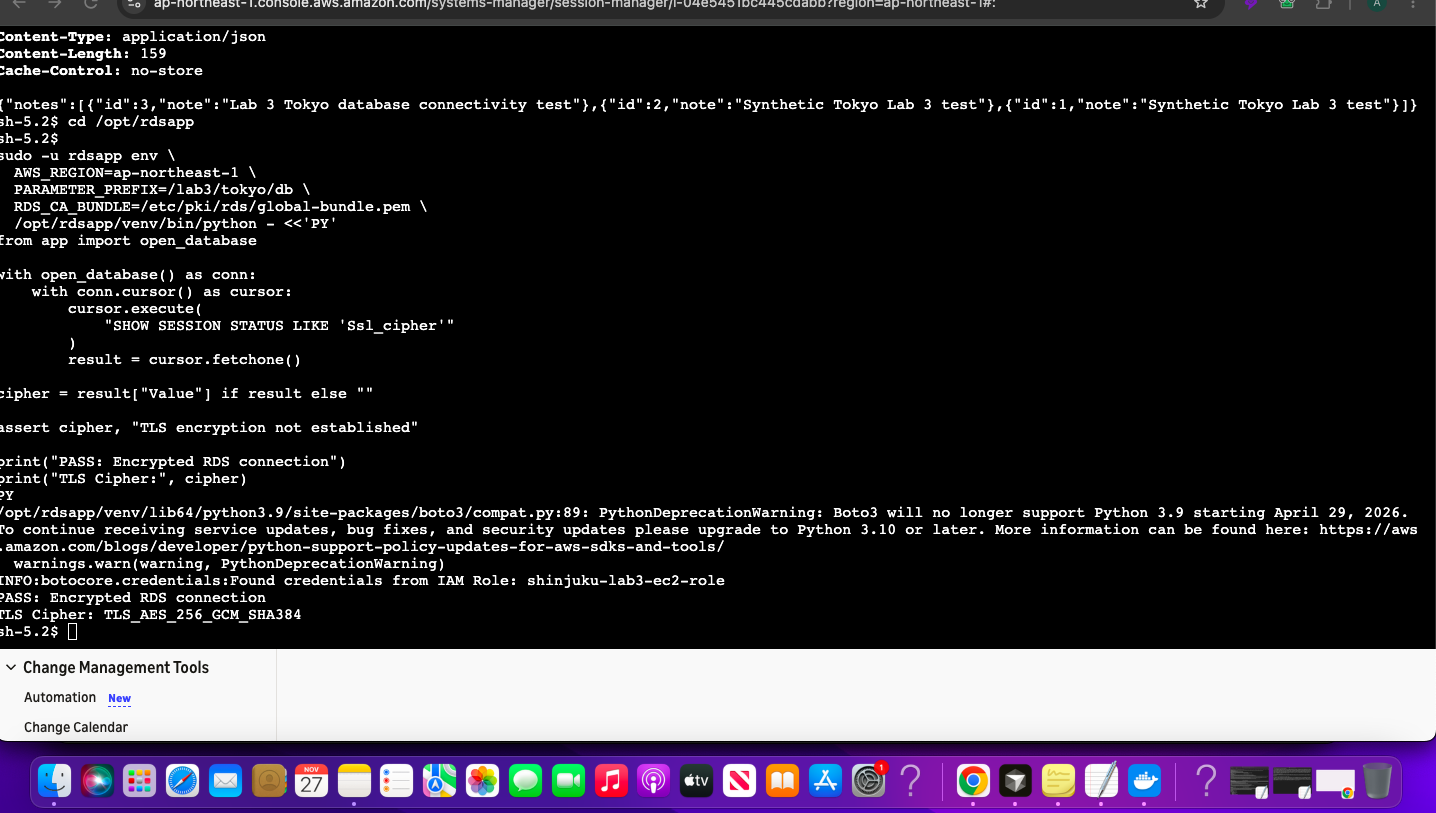 ap-northeast-1.console.aws.amazon.com/systems-manager/session-manager/i-04e5451bc445cdabb?region=ap-northeast-1#:
A
Content-Type: application/json
Content-Length: 159
Cache-Control: no-store
{"notes":[{"id":3,"note":"Lab 3 Tokyo database connectivity test"},{"id":2,"note":"Synthetic Tokyo Lab 3 test"},{"id":1,"note":"Synthetic Tokyo Lab 3 test"}]}
sh-5.2$ cd /opt/rdsapp
sh-5.2$
sudo -u rdsapp env \
  AWS_REGION=ap-northeast-1 \
  PARAMETER_PREFIX=/lab3/tokyo/db \
  RDS_CA_BUNDLE=/etc/pki/rds/global-bundle.pem \
  /opt/rdsapp/venv/bin/python - <<'PY'
from app import open_database
with open_database() as conn:
    with conn.cursor() as cursor:
        cursor.execute(
            "SHOW SESSION STATUS LIKE 'Ssl_cipher'"
        )
        result = cursor.fetchone()
cipher = result["Value"] if result else ""
assert cipher, "TLS encryption not established"
print("PASS: Encrypted RDS connection")
print("TLS Cipher:", cipher)
PY
/opt/rdsapp/venv/lib64/python3.9/site-packages/boto3/compat.py:89: PythonDeprecationWarning: Boto3 will no longer support Python 3.9 starting April 29, 2026.
To continue receiving service updates, bug fixes, and security updates please upgrade to Python 3.10 or later. More information can be found here: https://aws
.amazon.com/blogs/developer/python-support-policy-updates-for-aws-sdks-and-tools/
  warnings.warn(warning, PythonDeprecationWarning)
INFO:botocore.credentials:Found credentials from IAM Role: shinjuku-lab3-ec2-role
PASS: Encrypted RDS connection
TLS Cipher: TLS_AES_256_GCM_SHA384
sh-5.2$
Change Management Tools
Automation New
Change Calendar
NOV
27
tv
1